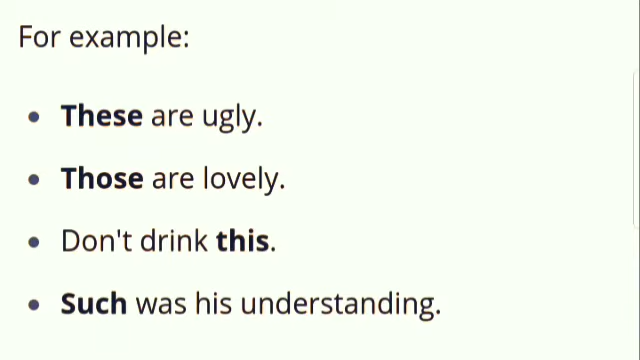 For example:
• These are ugly.
• Those are lovely.
• Don't drink this.
• Such was his understanding.